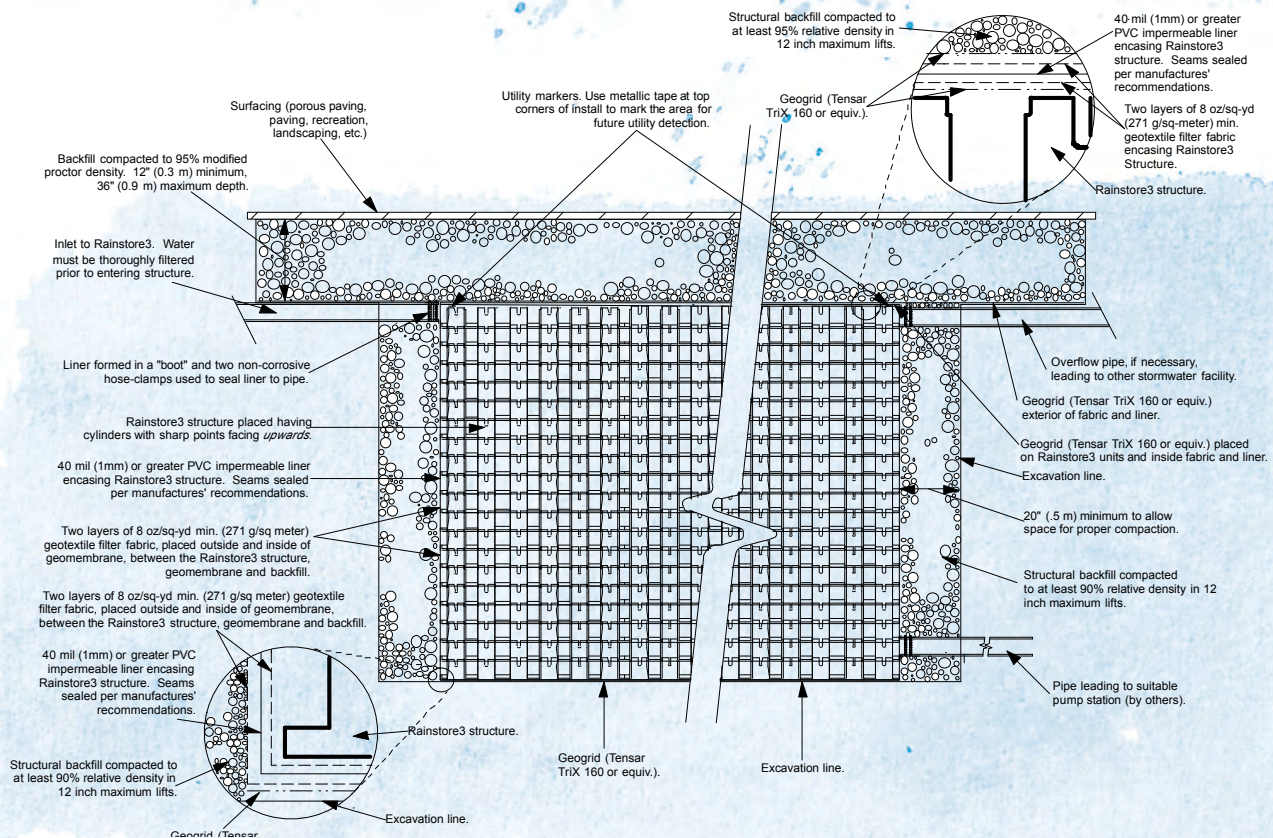 Structural backfill compacted to
at least 95% relative density in
12 inch maximum lifts.
40 mil (1mm) or greater
PVC impermeable liner
encasing Rainstore3
structure. Seams sealed
per manufactures'
recommendations.
Geogrid (Tensar
TriX 160 or equiv.).
Two layers of 8 oz/sq-yd
(271 g/sq-meter) min.
geotextile filter fabric
encasing Rainstore3
Structure.
Rainstore3 structure.
Utility markers. Use metallic tape at top
corners of install to mark the area for
future utility detection.
Surfacing (porous paving,
paving, recreation,
landscaping, etc.)
Backfill compacted to 95% modified
proctor density. 12" (0.3 m) minimum,
36" (0.9 m) maximum depth.
Inlet to Rainstore3. Water
must be thoroughly filtered
prior to entering structure.
Liner formed in a "boot" and two non-corrosive
hose-clamps used to seal liner to pipe.
Rainstore3 structure placed having
cylinders with sharp points facing upwards.
40 mil (1mm) or greater PVC impermeable liner
encasing Rainstore3 structure. Seams sealed
per manufactures' recommendations.
Two layers of 8 oz/sq-yd min. (271 g/sq meter)
geotextile filter fabric, placed outside and inside of
geomembrane, between the Rainstore3 structure,
geomembrane and backfill.
Two layers of 8 oz/sq-yd min. (271 g/sq meter) geotextile
filter fabric, placed outside and inside of geomembrane,
between the Rainstore3 structure, geomembrane and backfill.
40 mil (1mm) or greater PVC
impermeable liner encasing
Rainstore3 structure. Seams
sealed per manufactures'
recommendations.
Structural backfill compacted to
at least 90% relative density in
12 inch maximum lifts.
Geogrid (Tensar
Excavation line.
Rainstore3 structure.
Geogrid (Tensar
TriX 160 or equiv.).
Excavation line.
Overflow pipe, if necessary,
leading to other stormwater facility.
Geogrid (Tensar TriX 160 or equiv.)
exterior of fabric and liner.
Geogrid (Tensar TriX 160 or equiv.) placed
on Rainstore3 units and inside fabric and liner.
Excavation line.
20" (.5 m) minimum to allow
space for proper compaction.
Structural backfill compacted
to at least 90% relative density in 12
inch maximum lifts.
Pipe leading to suitable
pump station (by others).